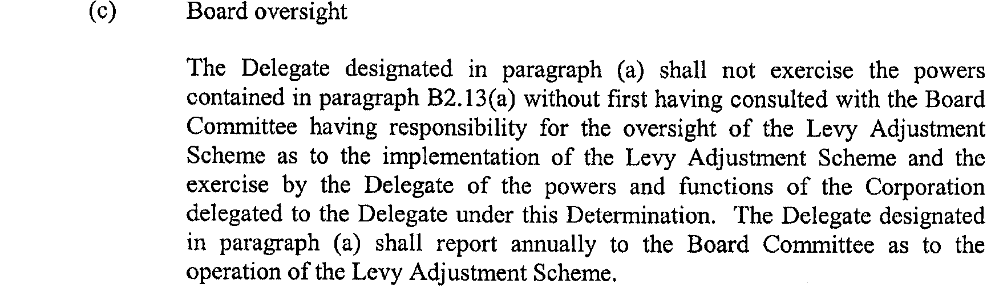 (c) Board oversight
The Delegate designated in paragraph (a) shall not exercise the powers
contained in paragraph B2.13(a) without first having consulted with the Board
Committee having responsibility for the oversight of the Levy Adjustment
Scheme as to the implementation of the Levy Adjustment Scheme and the
exercise by the Delegate of the powers and functions of the Corporation
delegated to the Delegate under this Determination. The Delegate designated
in paragraph (a) shall report annually to the Board Committee as to the
operation of the Levy Adjustment Scheme.